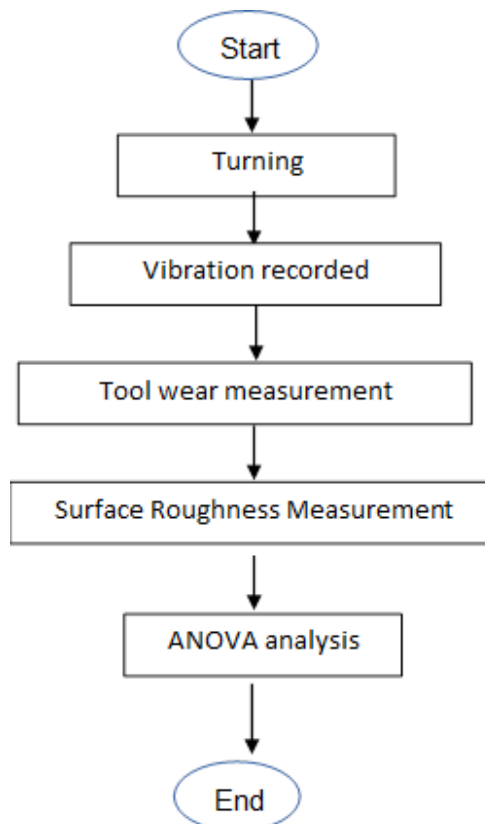 Start
Turning
Vibration recorded
Tool wear measurement
Surface Roughness Measurement
ANOVA analysis
End